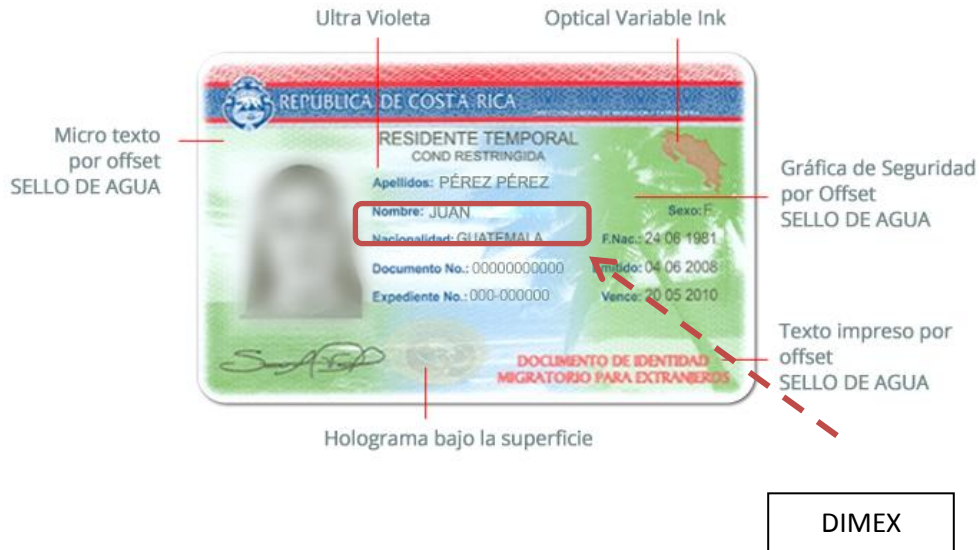 Ultra Violeta
Optical Variable Ink
REPUBLICA DE COSTA RICA
Micro texto
por offset
SELLO DE AGUA
RESIDENTE TEMPORAL
COND RESTRINGIDA
Apellidos: PÉREZ PÉREZ
Nombre: JUAN
Sexo: F
Nacionalidad: GUATEMALA
F.Nac.: 24 06 1981
Documento No.: 00000000000
Emitido: 04 06 2008
Expediente No.: 000-000000
Vence: 20 05 2010
Gráfica de Seguridad
por Offset
SELLO DE AGUA
DOCUMENTO DE IDENTIDAD
MIGRATORIO PARA EXTRANJEROS
Texto impreso por
offset
SELLO DE AGUA
Holograma bajo la superficie
DIMEX